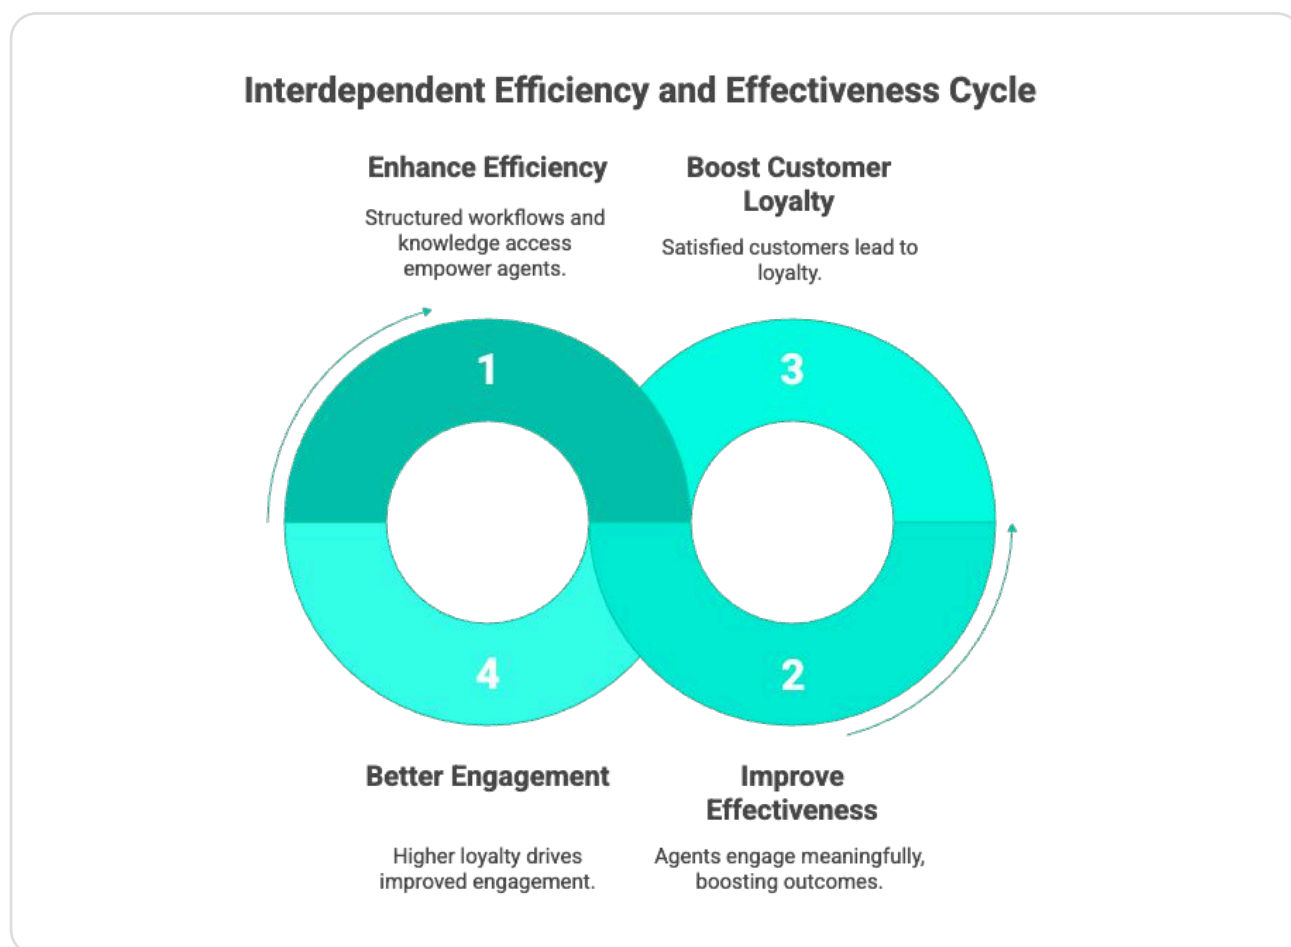 Interdependent Efficiency and Effectiveness Cycle
Enhance Efficiency
Structured workflows and
knowledge access
empower agents.
Boost Customer
Loyalty
Satisfied customers lead to
loyalty.
1
3
4
2
Better Engagement
Higher loyalty drives
improved engagement.
Improve
Effectiveness
Agents engage meaningfully,
boosting outcomes.